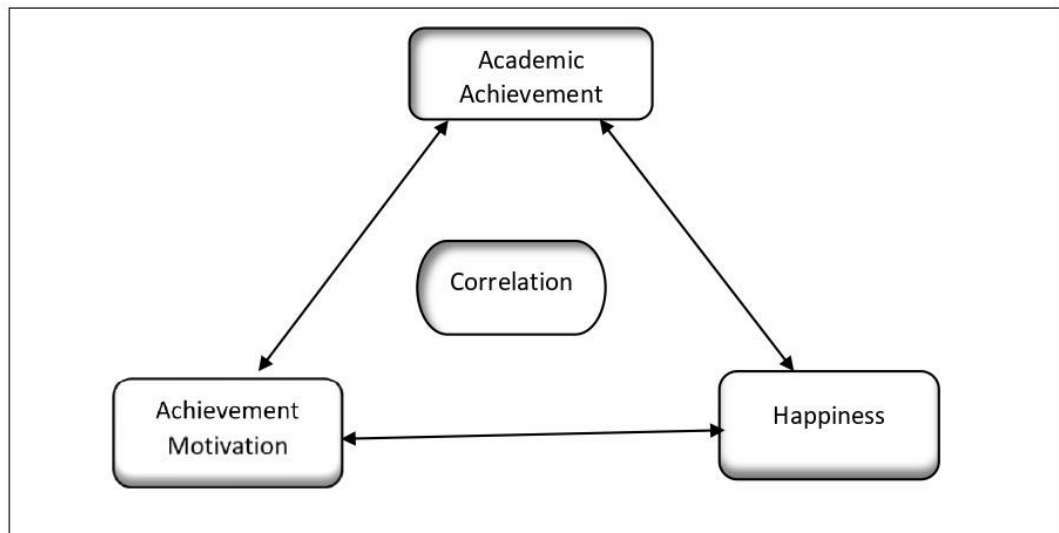 Academic
Achievement
Correlation
Achievement
Motivation
Happiness